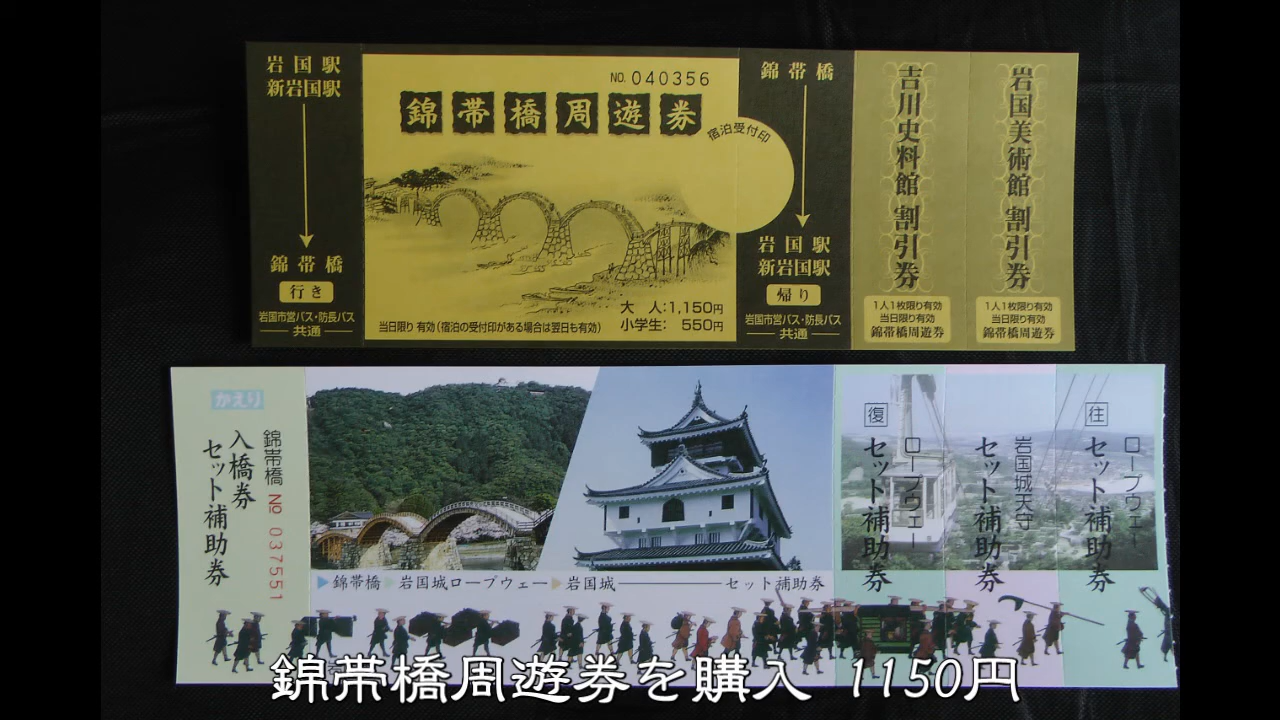 岩国駅
新岩国駅
錦帯橋
行き
岩国市営バス・防長バス
共通
NO. 040356
錦帯橋周遊券
宿泊受付印
大人:1,150円
小学生: 550円
当日限り有効(宿泊の受付印がある場合は翌日も有効)
錦帯橋
岩国駅
新岩国駅
帰り
岩国市営バス・防長バス
共通
吉川史料館 割引券
1人1枚限り有効
当日限り有効
錦帯橋周遊券
岩国美術館 割引券
1人1枚限り有効
当日限り有効
錦帯橋周遊券
かえり
錦帯橋 No 037551
入橋券
セット補助券
錦帯橋 岩国城ロープウェー 岩国城 セット補助券
復
ロープウェー
セット補助券
岩国城天守
セット補助券
往
ロープウェー
セット補助券
錦帯橋周遊券を購入 1150円